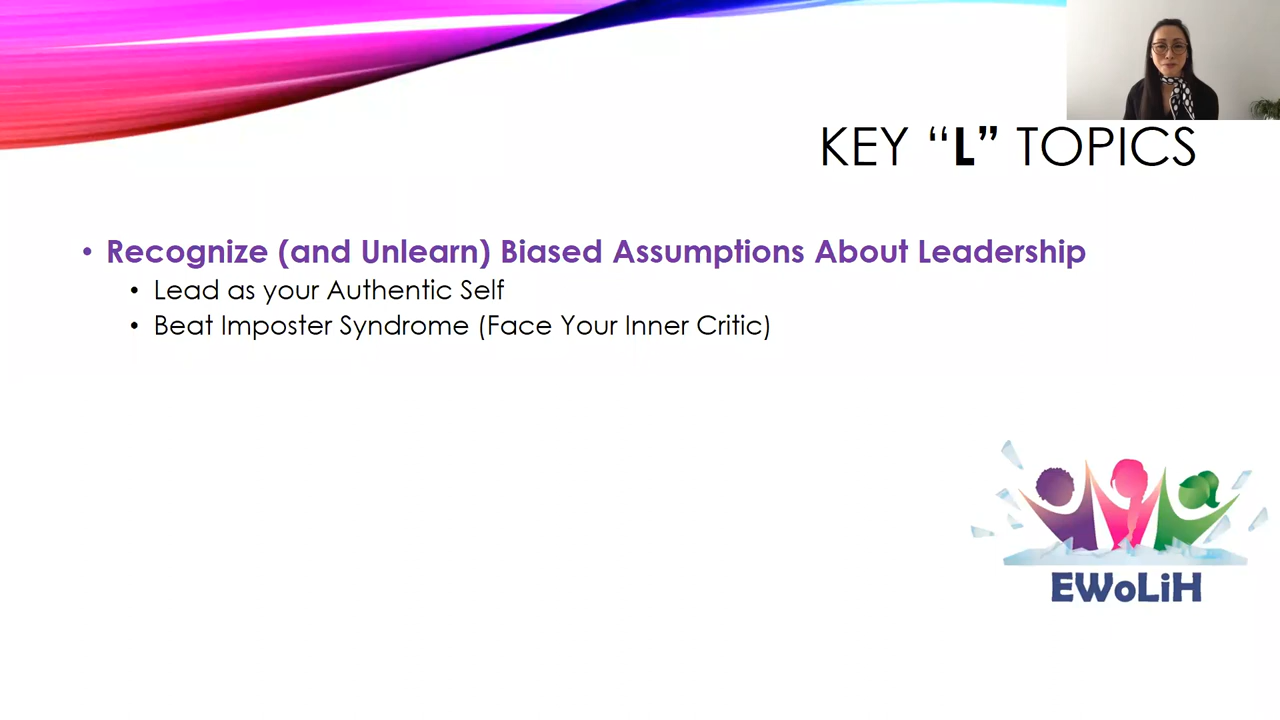 KEY “L” TOPICS
• Recognize (and Unlearn) Biased Assumptions About Leadership
• Lead as your Authentic Self
• Beat Imposter Syndrome (Face Your Inner Critic)
EWoLiH